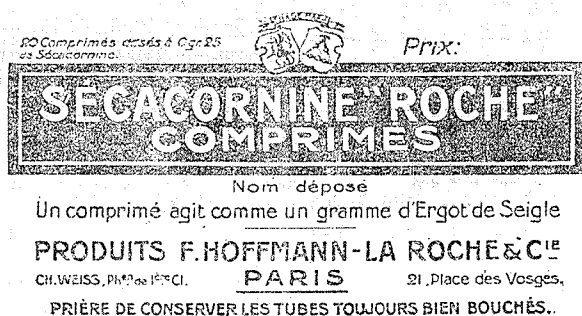 20 Comprimés dosés à 0gr.25
de Sécacornine.
Prix:
SÉCACORNINE "ROCHE"
COMPRIMÉS
Nom déposé
Un comprimé agit comme un gramme d'Ergot de Seigle
PRODUITS F. HOFFMANN-LA ROCHE & CIE
CH. WEISS, Phen de 1ère Cl. PARIS 21, Place des Vosges,
PRIÈRE DE CONSERVER LES TUBES TOUJOURS BIEN BOUCHÉS.